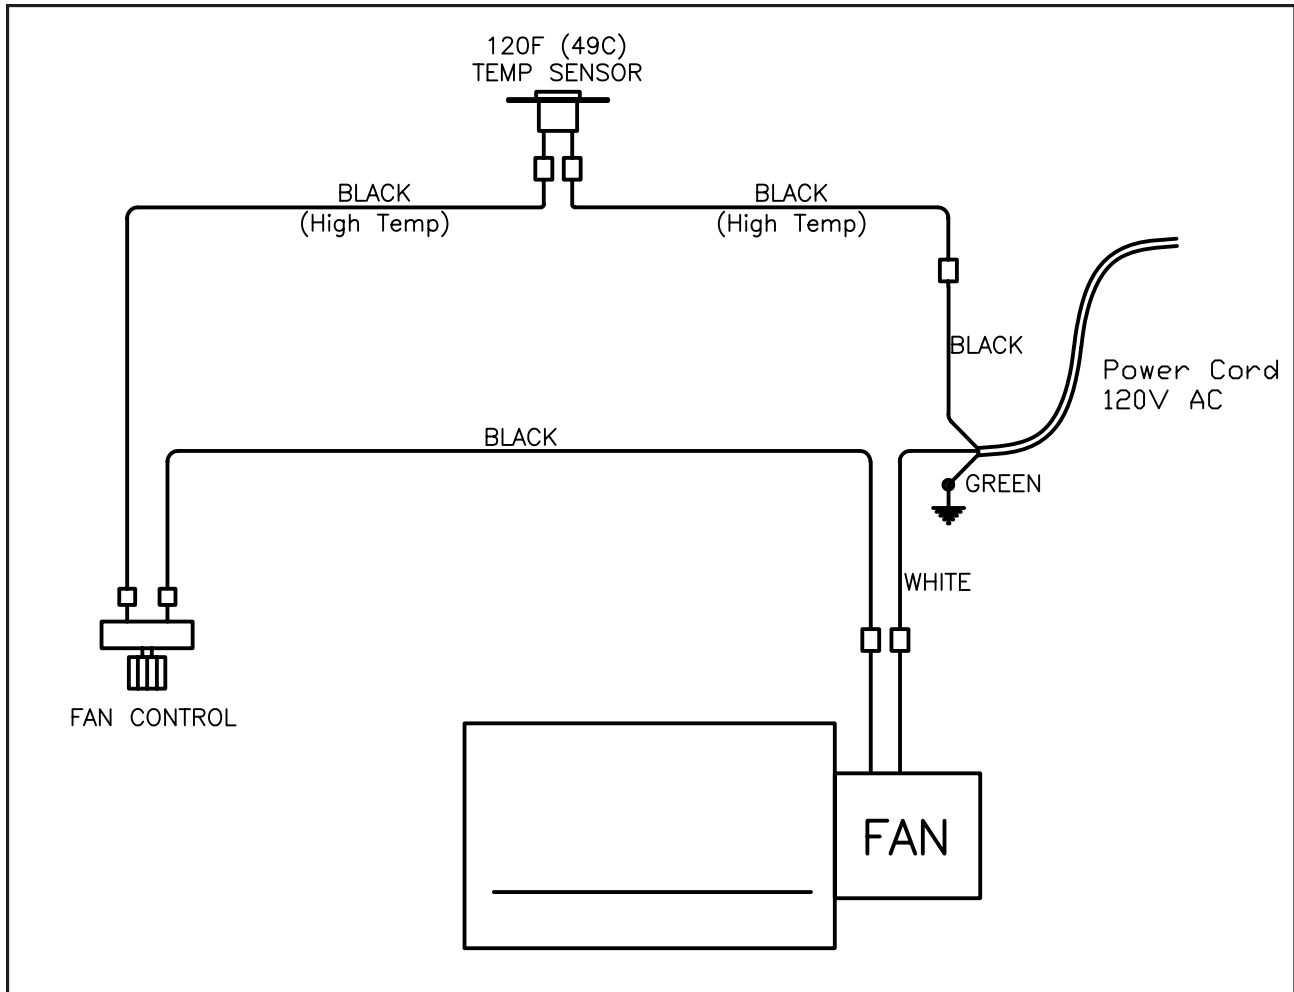 120F (49C)
TEMP SENSOR
BLACK
(High Temp)
BLACK
(High Temp)
BLACK
Power Cord
120V AC
BLACK
GREEN
WHITE
FAN CONTROL
FAN